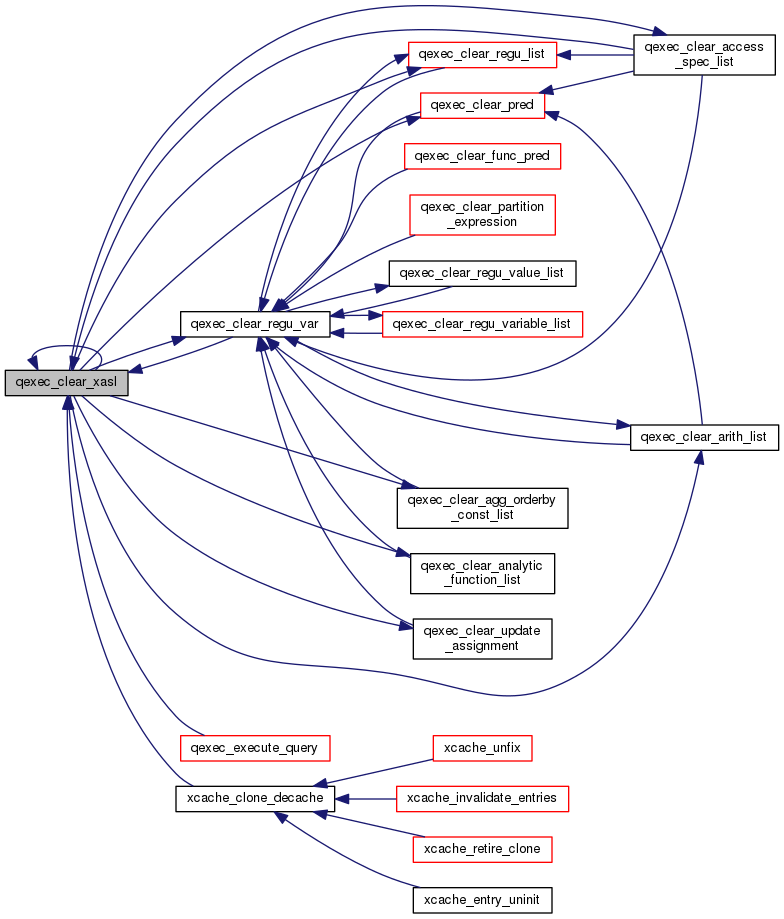 qexec_clear_regu_list
qexec_clear_access
_spec_list
qexec_clear_pred
qexec_clear_func_pred
qexec_clear_partition
_expression
qexec_clear_regu_value_list
qexec_clear_regu_var
qexec_clear_regu_variable_list
qexec_clear_xasl
qexec_clear_arith_list
qexec_clear_agg_orderby
_const_list
qexec_clear_analytic
_function_list
qexec_clear_update
_assignment
qexec_execute_query
xcache_unfix
xcache_clone_decache
xcache_invalidate_entries
xcache_retire_clone
xcache_entry_uninit